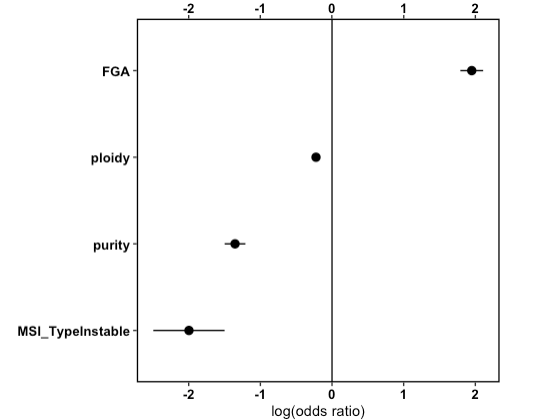 -2 -1 0 1 2
FGA
ploidy
purity
MSI_TypeInstable
-2 -1 0 1 2
log(odds ratio)